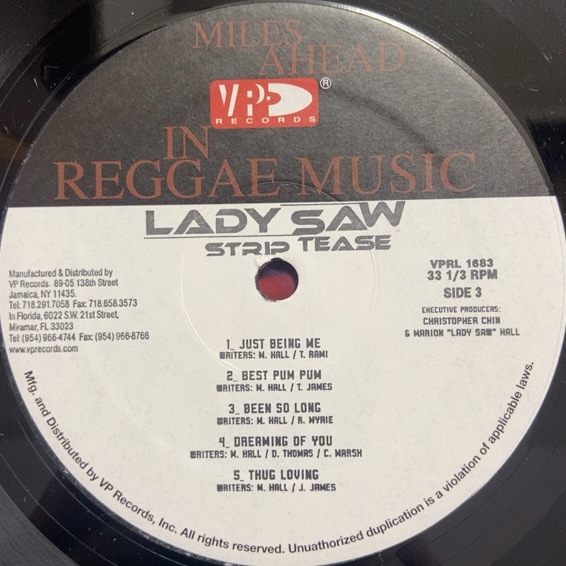 MILES
AHEAD
VP
RECORDS
®
IN
REGGAE MUSIC
LADY SAW
STRIP TEASE
Manufactured & Distributed by
VP Records. 89-05 138th Street
Jamaica, NY 11435.
Tel: 718.291.7058 Fax: 718.658.3573
In Florida, 6022 S.W. 21st Street,
Miramar, FL 33023
Tel: (954) 966-4744 Fax: (954) 966-8766
www.vprecords.com
VPRL 1683
33 1/3 RPM
SIDE 3
EXECUTIVE PRODUCERS:
CHRISTOPHER CHIN
& MARION "LADY SAW" HALL
1_ JUST BEING ME
WRITERS: M. HALL / T. RAMI
2_ BEST PUM PUM
WRITERS: M. HALL / T. JAMES
3_ BEEN SO LONG
WRITERS: M. HALL / R. MYRIE
4_ DREAMING OF YOU
WRITERS: M. HALL / D. THOMAS / C. MARSH
5_ THUG LOVING
WRITERS: M. HALL / J. JAMES
Mfg. and Distributed by VP Records, Inc. All rights reserved. Unauthorized duplication is a violation of applicable laws.